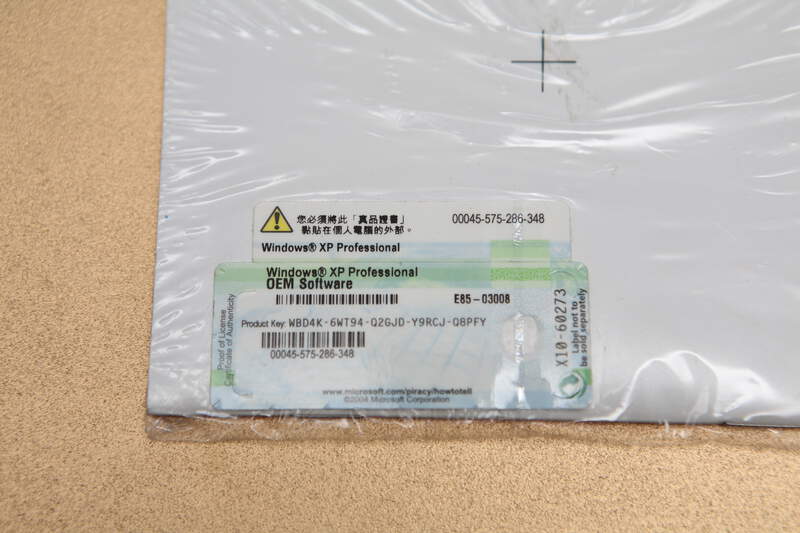 您必須將此「真品證書」
黏貼在個人電腦的外部。
00045-575-286-348
Windows® XP Professional
Windows® XP Professional
OEM Software
E85-03008
Product Key: WBD4K-6WT94-Q2GJD-Y9RCJ-Q8PFY
00045-575-286-348
www.microsoft.com/piracy/howtotell
©2004 Microsoft Corporation
Proof of License
Certificate of Authenticity
X10-60273
Label not to
be sold separately